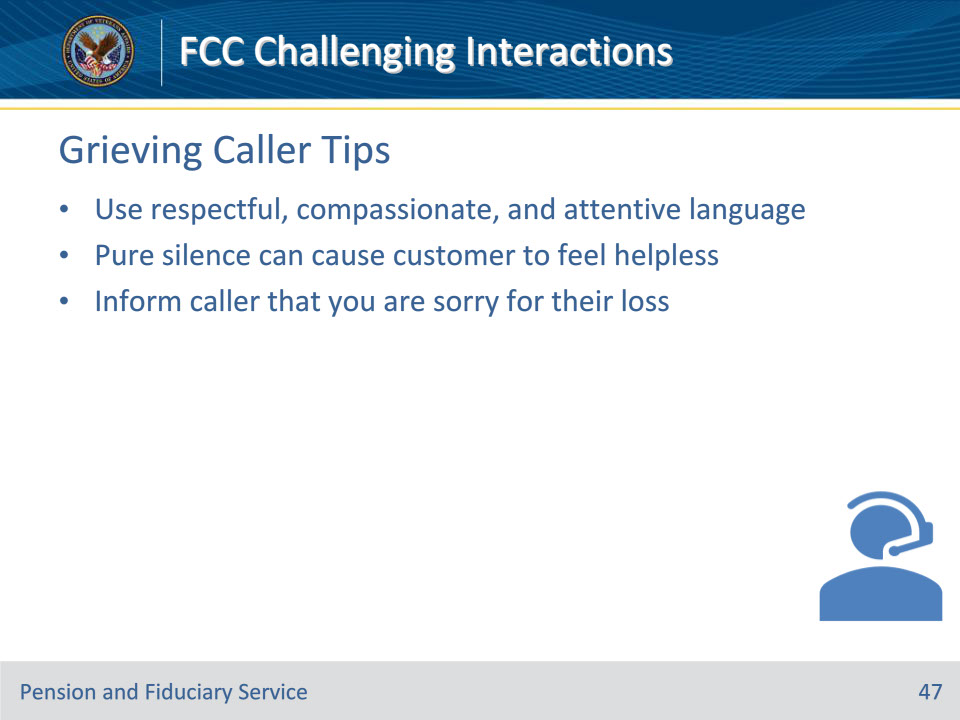 FCC Challenging Interactions
Grieving Caller Tips
• Use respectful, compassionate, and attentive language
• Pure silence can cause customer to feel helpless
• Inform caller that you are sorry for their loss
Pension and Fiduciary Service
47